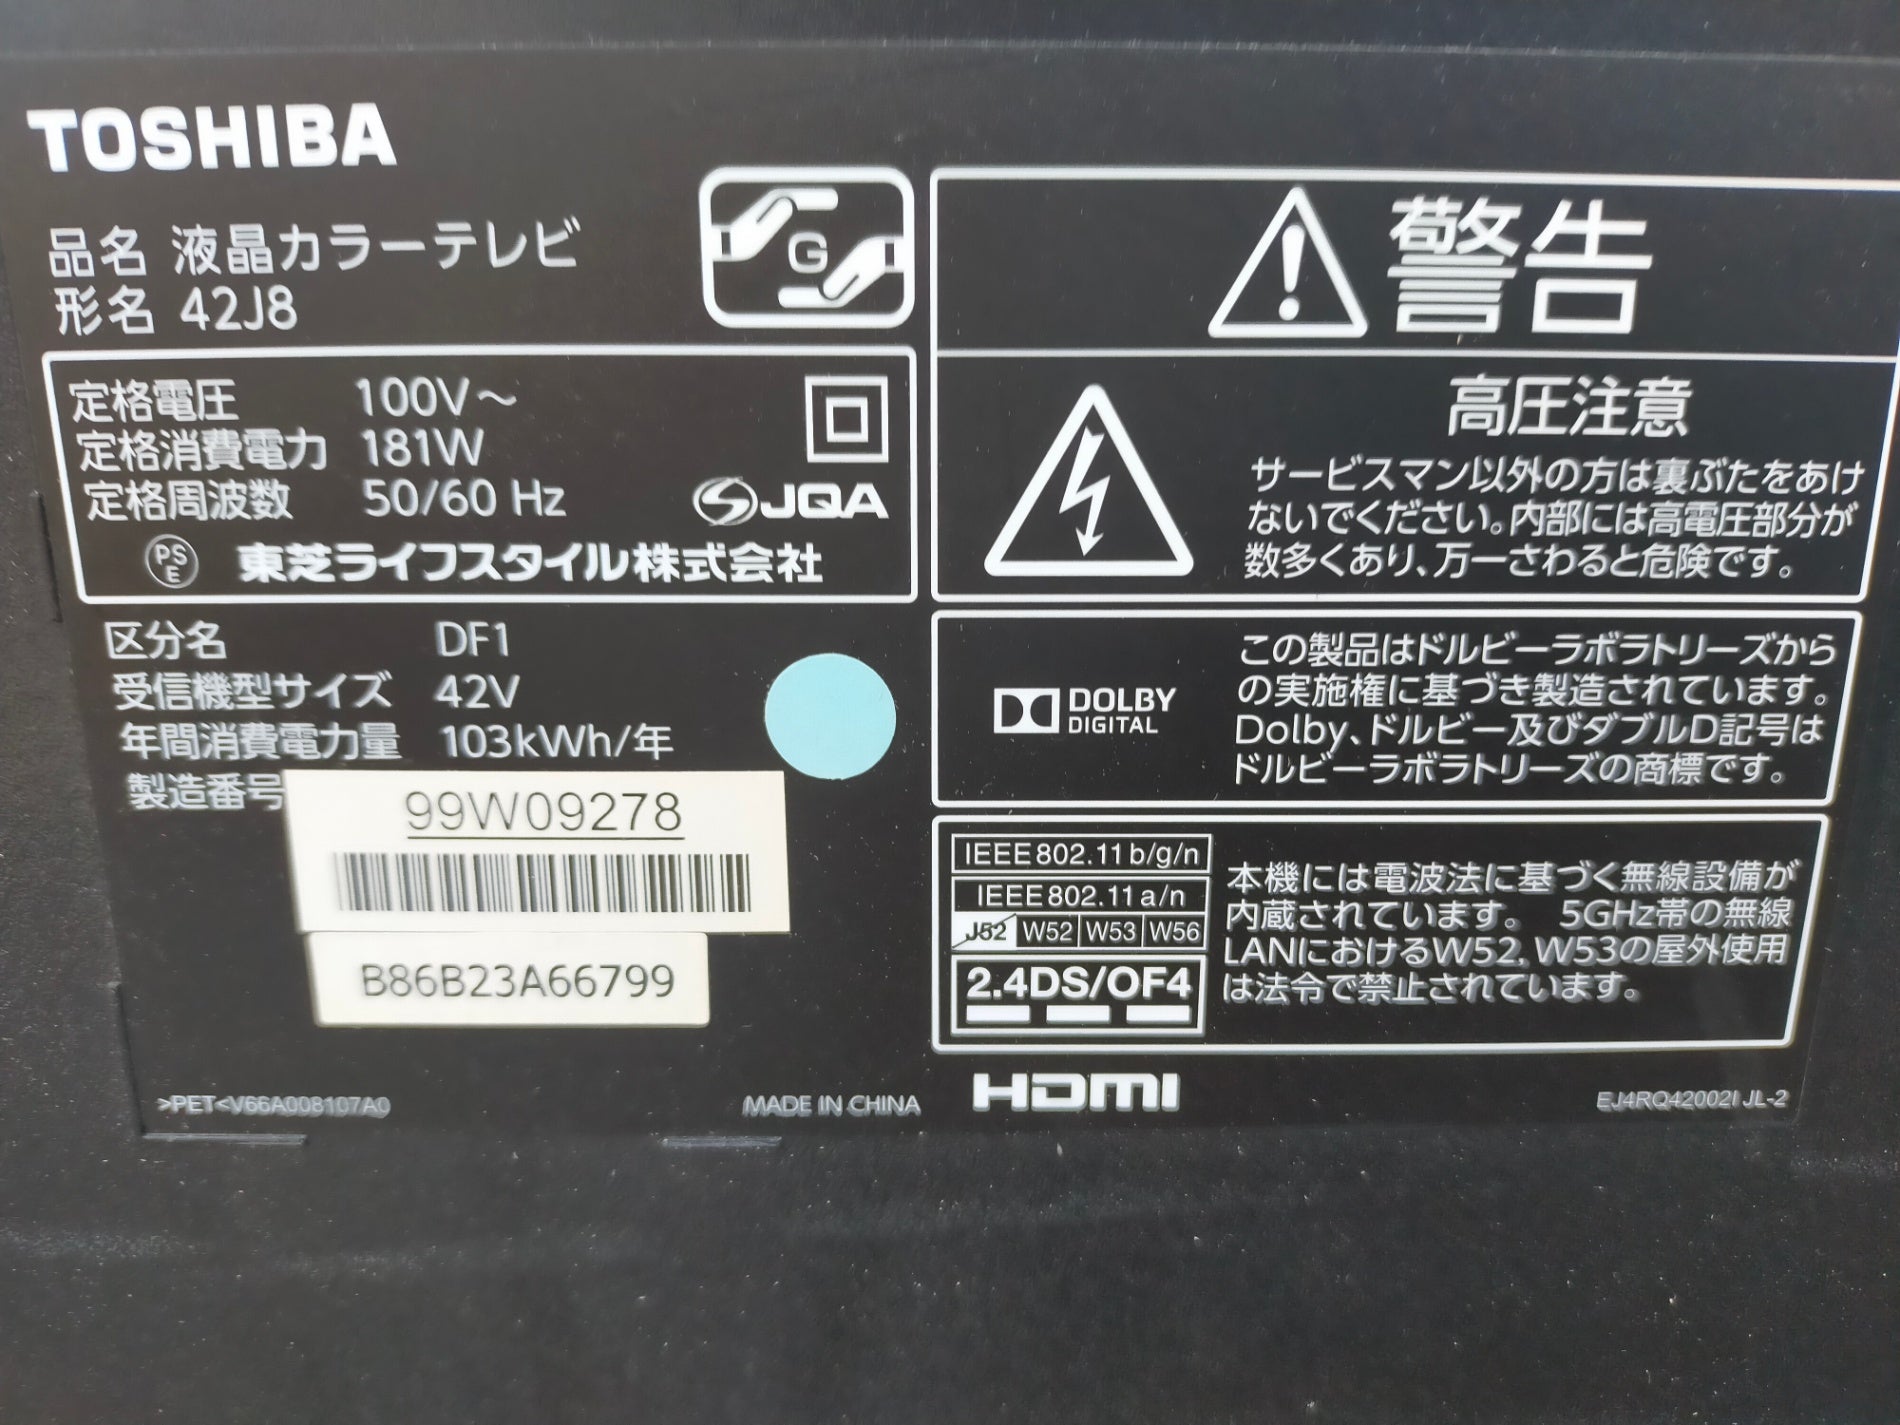 TOSHIBA
品名 液晶カラーテレビ
形名 42J8
G
定格電圧 100V～
定格消費電力 181W
定格周波数 50/60 Hz
JQA
PS
E
東芝ライフスタイル株式会社
区分名 DF1
受信機型サイズ 42V
年間消費電力量 103kWh/年
製造番号
99W09278
B86B23A66799
>PET<V66A008107A0
MADE IN CHINA
警告
高圧注意
サービスマン以外の方は裏ぶたをあけ
ないでください。内部には高電圧部分が
数多くあり、万一さわると危険です。
DOLBY
DIGITAL
この製品はドルビーラボラトリーズから
の実施権に基づき製造されています。
Dolby、ドルビー及びダブルD記号は
ドルビーラボラトリーズの商標です。
IEEE802.11b/g/n
IEEE802.11a/n
J52 W52 W53 W56
2.4DS/OF4
本機には電波法に基づく無線設備が
内蔵されています。 5GHz帯の無線
LANにおけるW52, W53の屋外使用
は法令で禁止されています。
HDMI
EJ4RQ42002I JL-2